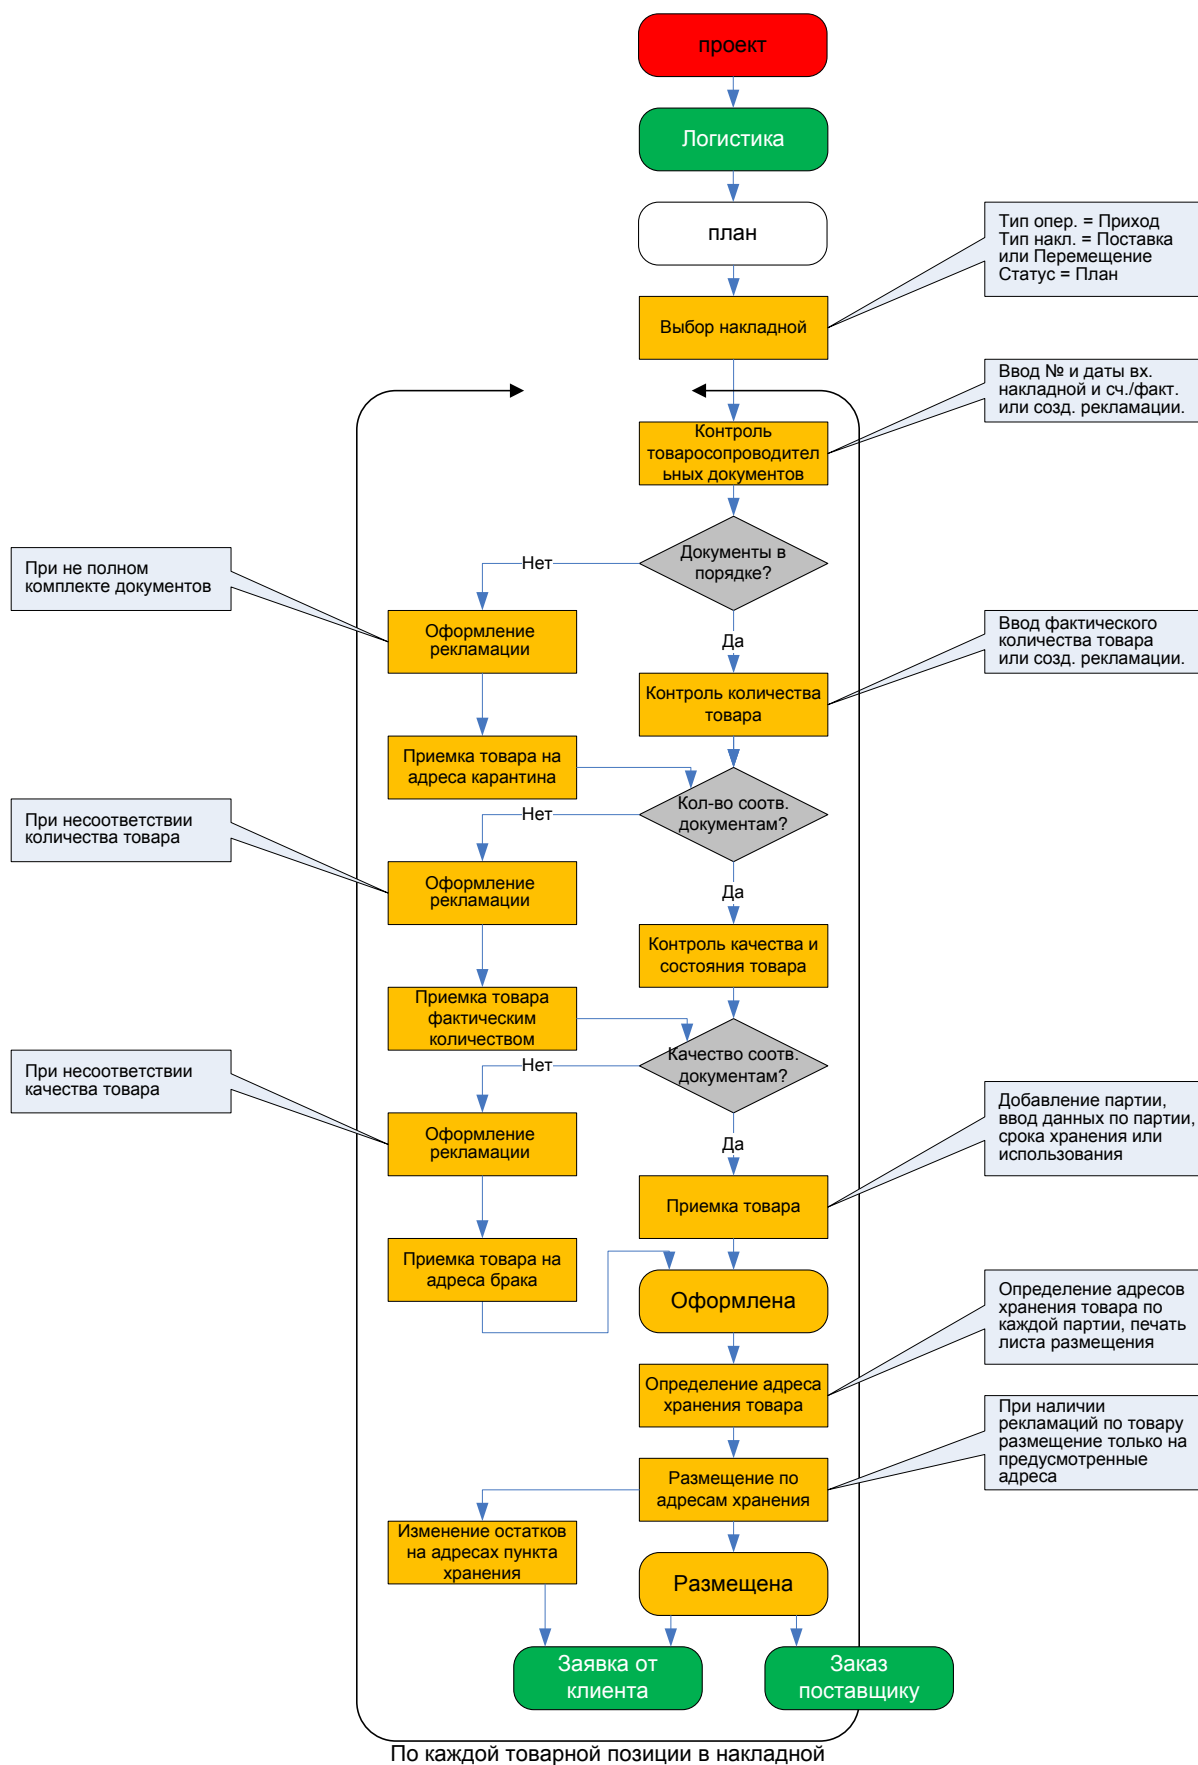 проект
Логистика
план
Тип опер. = Приход
Тип накл. = Поставка
или Перемещение
Статус = План
Выбор накладной
Ввод № и даты вх.
накладной и сч./факт.
или созд. рекламации.
Контроль
товаросопроводител
ьных документов
Документы в
порядке?
Нет
При не полном
комплекте документов
Оформление
рекламации
Да
Ввод фактического
количества товара
или созд. рекламации.
Контроль количества
товара
Приемка товара на
адреса карантина
Кол-во соотв.
документам?
Нет
При несоответствии
количества товара
Оформление
рекламации
Да
Контроль качества и
состояния товара
Приемка товара
фактическим
количеством
Качество соотв.
документам?
Нет
При несоответствии
качества товара
Оформление
рекламации
Да
Добавление партии,
ввод данных по партии,
срока хранения или
использования
Приемка товара
Приемка товара на
адреса брака
Оформлена
Определение адресов
хранения товара по
каждой партии, печать
листа размещения
Определение адреса
хранения товара
При наличии
рекламаций по товару
размещение только на
предусмотренные
адреса
Размещение по
адресам хранения
Изменение остатков
на адресах пункта
хранения
Размещена
Заявка от
клиента
Заказ
поставщику
По каждой товарной позиции в накладной